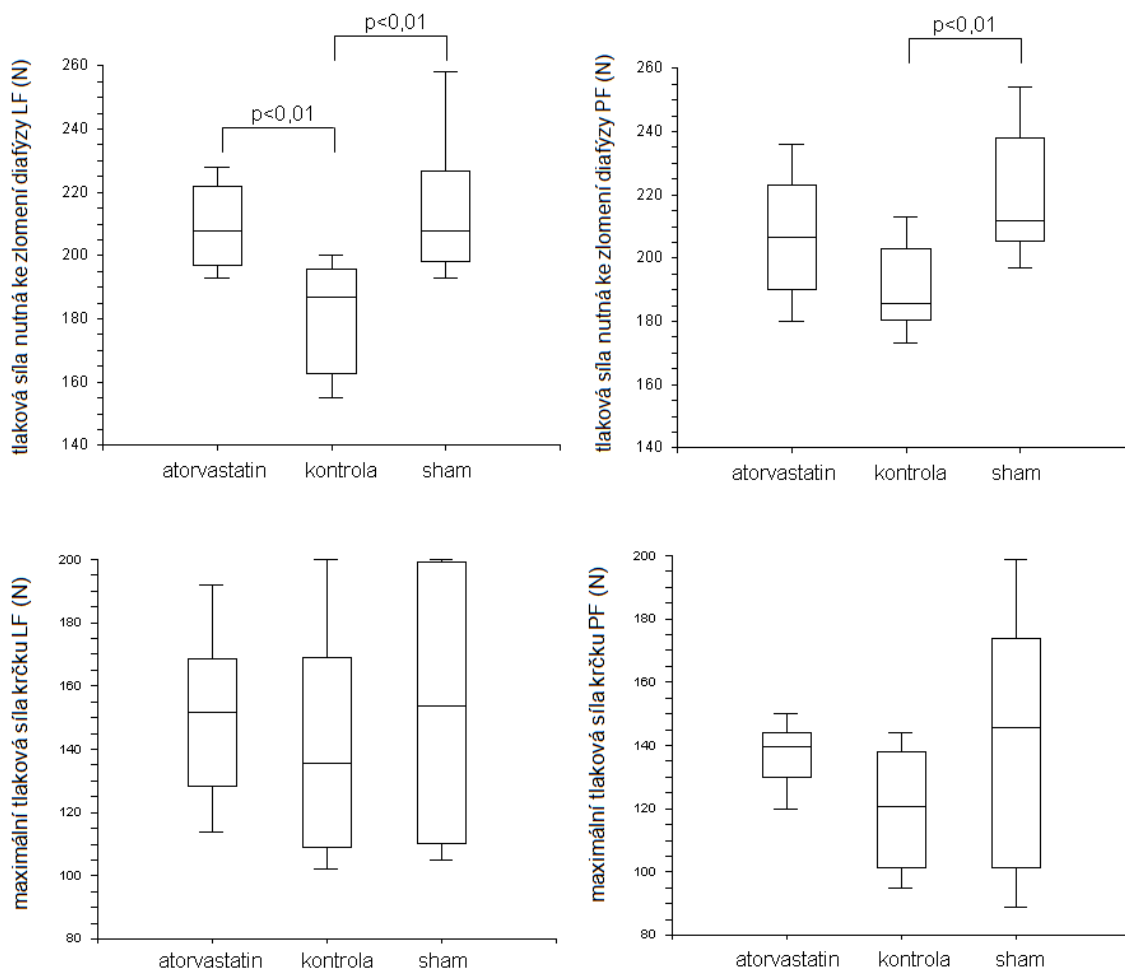 p<0,01
p<0,01
tlaková síla nutná ke zlomení diafýzy LF (N)
260
240
220
200
180
160
140
atorvastatin kontrola sham
p<0,01
tlaková síla nutná ke zlomení diafýzy PF (N)
260
240
220
200
180
160
140
atorvastatin kontrola sham
maximální tlaková síla krčku LF (N)
200
180
160
140
120
100
80
atorvastatin kontrola sham
maximální tlaková síla krčku PF (N)
200
180
160
140
120
100
80
atorvastatin kontrola sham